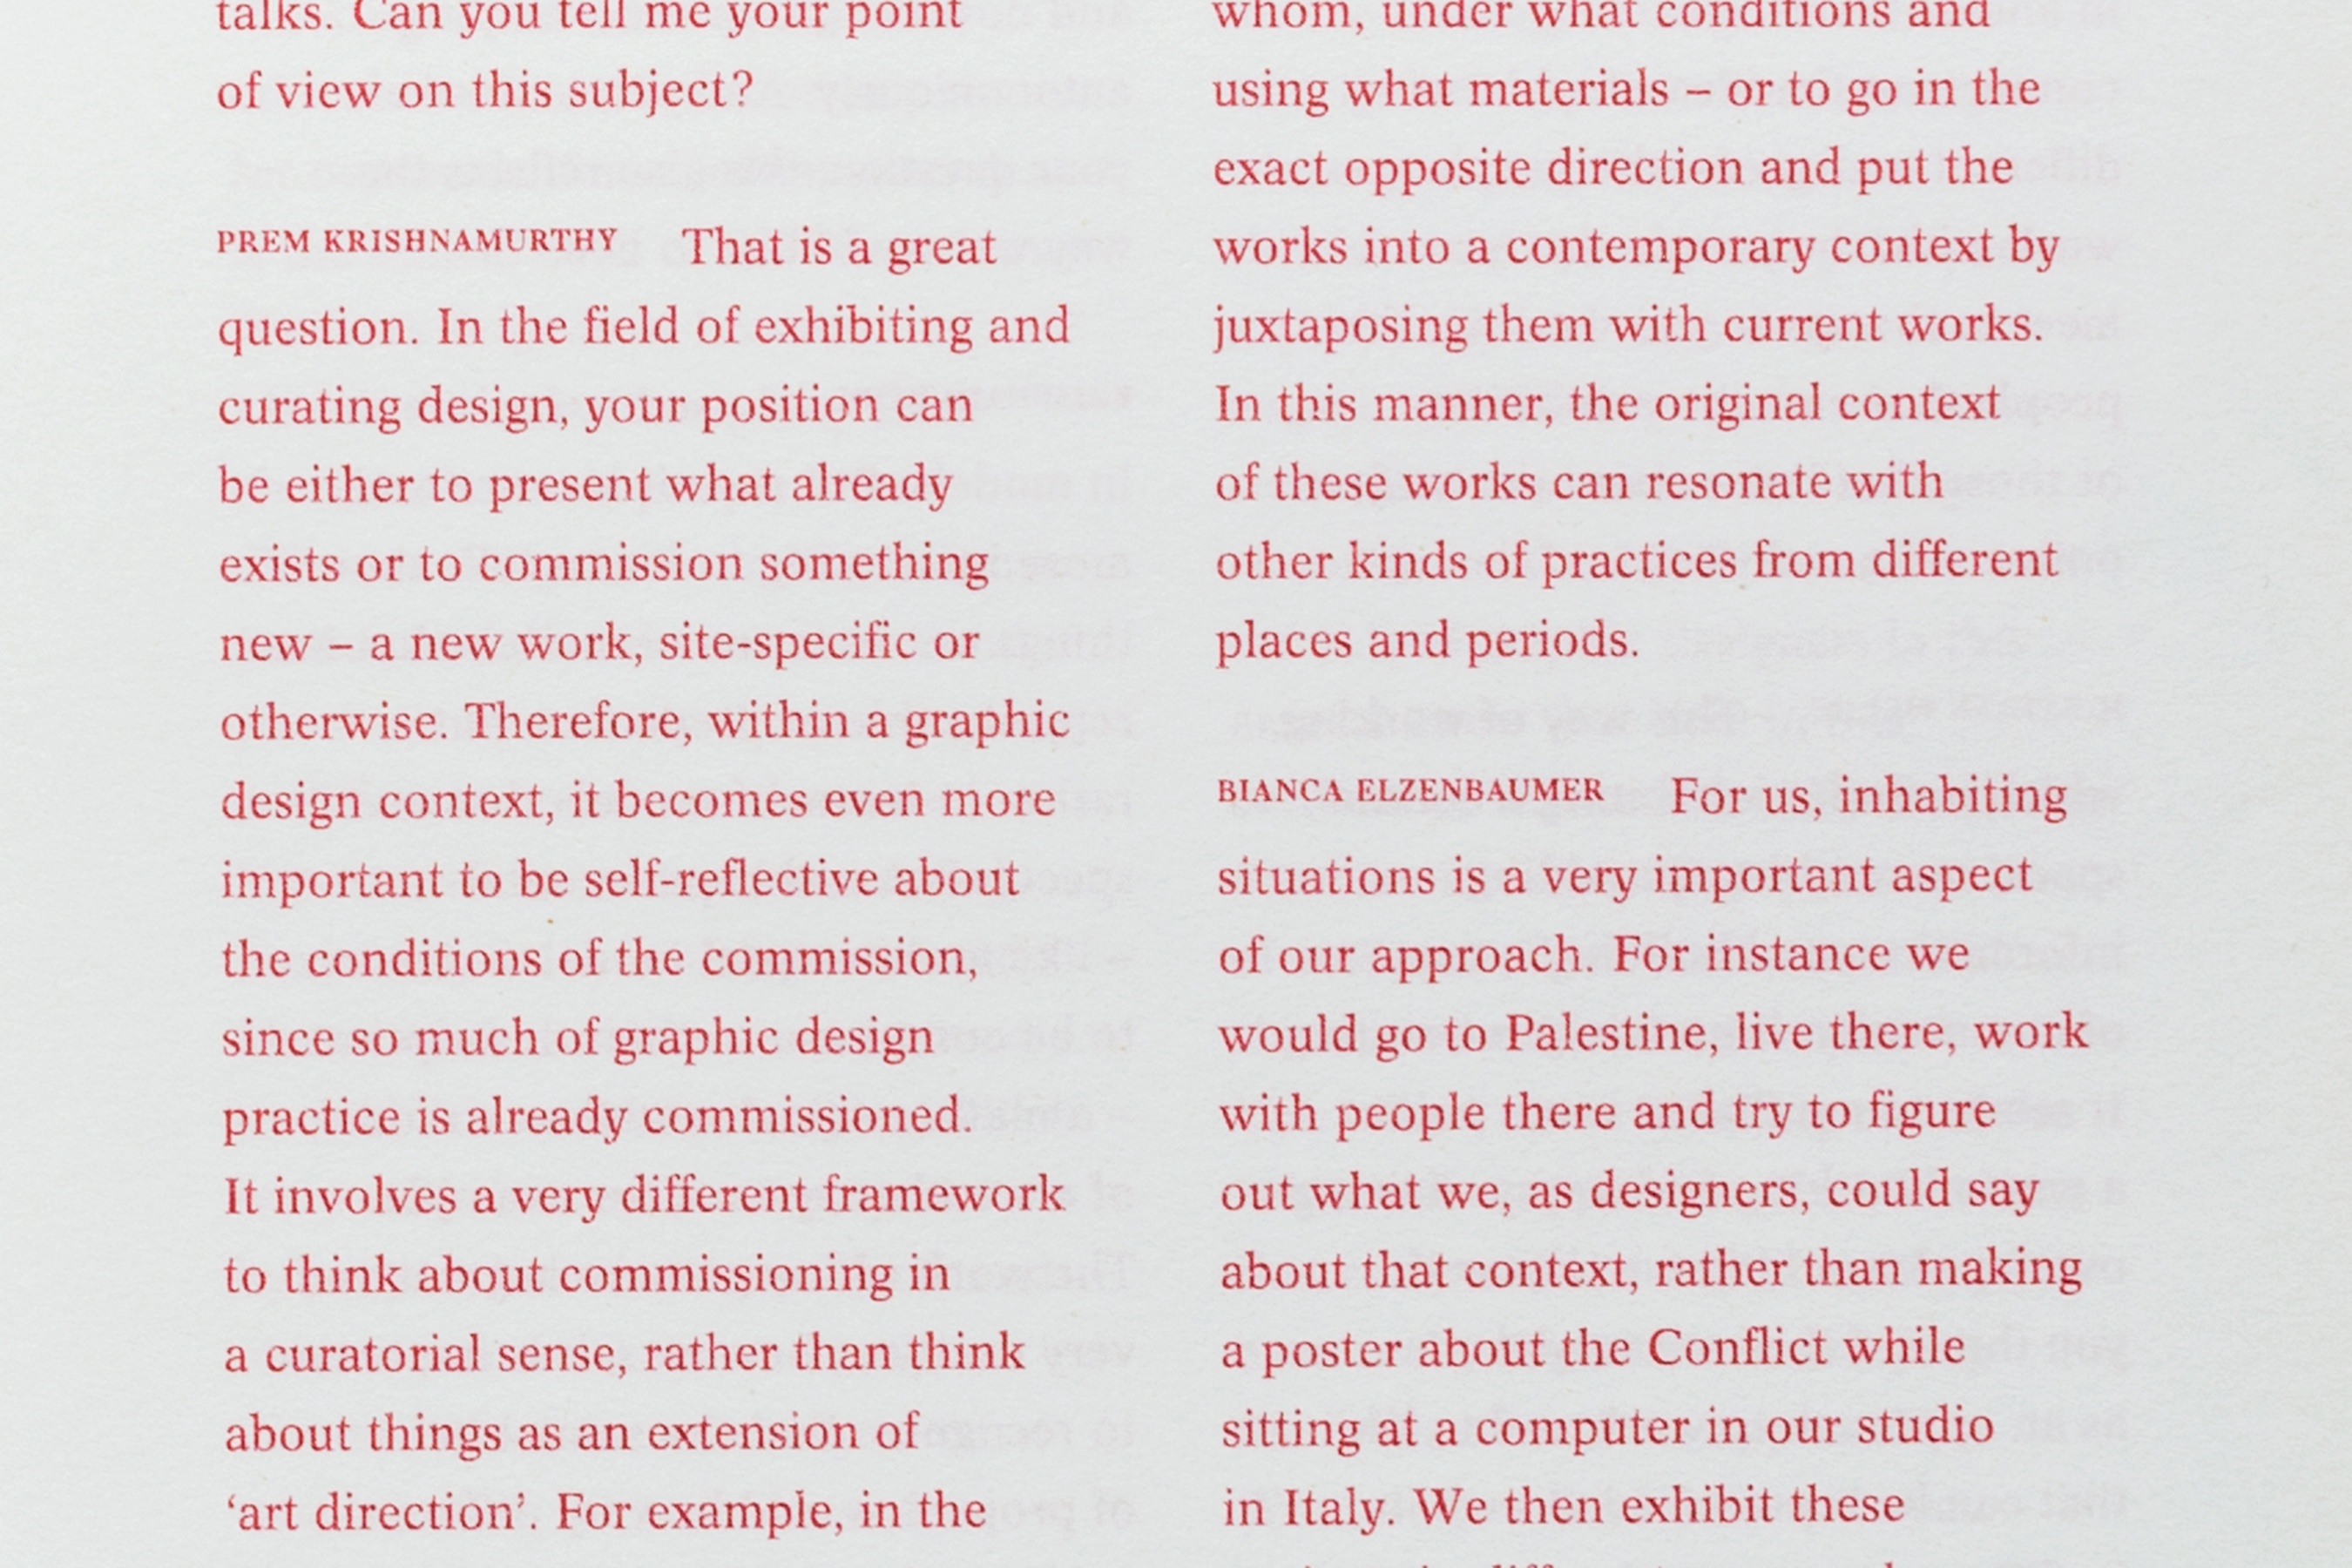 talks. Can you tell me your point
of view on this subject?
PREM KRISHNAMURTHY That is a great
question. In the field of exhibiting and
curating design, your position can
be either to present what already
exists or to commission something
new – a new work, site-specific or
otherwise. Therefore, within a graphic
design context, it becomes even more
important to be self-reflective about
the conditions of the commission,
since so much of graphic design
practice is already commissioned.
It involves a very different framework
to think about commissioning in
a curatorial sense, rather than think
about things as an extension of
‘art direction’. For example, in the
whom, under what conditions and
using what materials – or to go in the
exact opposite direction and put the
works into a contemporary context by
juxtaposing them with current works.
In this manner, the original context
of these works can resonate with
other kinds of practices from different
places and periods.
BIANCA ELZENBAUMER For us, inhabiting
situations is a very important aspect
of our approach. For instance we
would go to Palestine, live there, work
with people there and try to figure
out what we, as designers, could say
about that context, rather than making
a poster about the Conflict while
sitting at a computer in our studio
in Italy. We then exhibit these